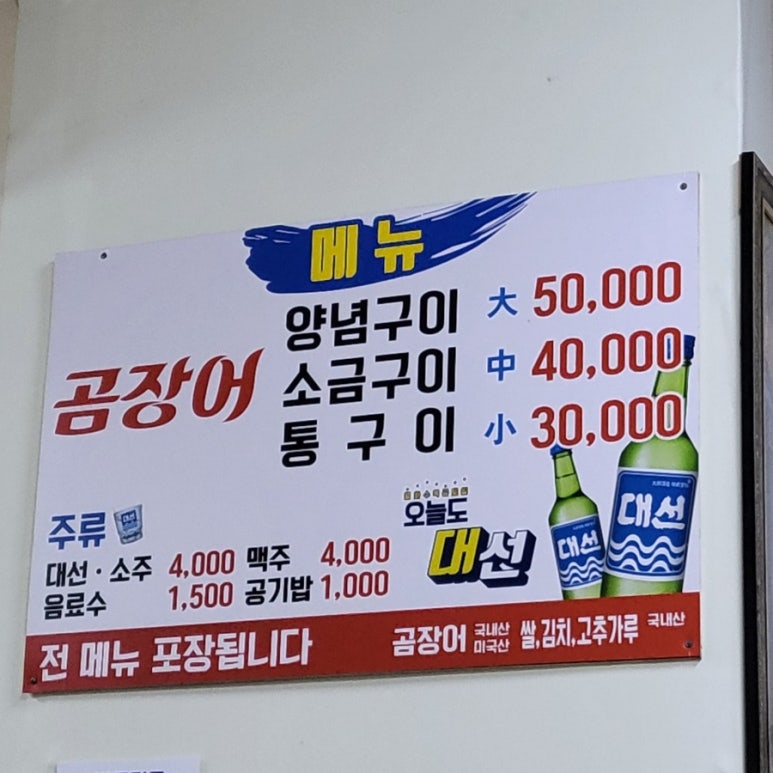 메뉴
곰장어
양념구이 大 50,000
소금구이 中 40,000
통구이 小 30,000
주류
대선·소주 4,000 맥주 4,000
음료수 1,500 공기밥 1,000
오늘도
대선
대선
대선
전 메뉴 포장됩니다
곰장어 국내산 미국산 쌀,김치,고추가루 국내산